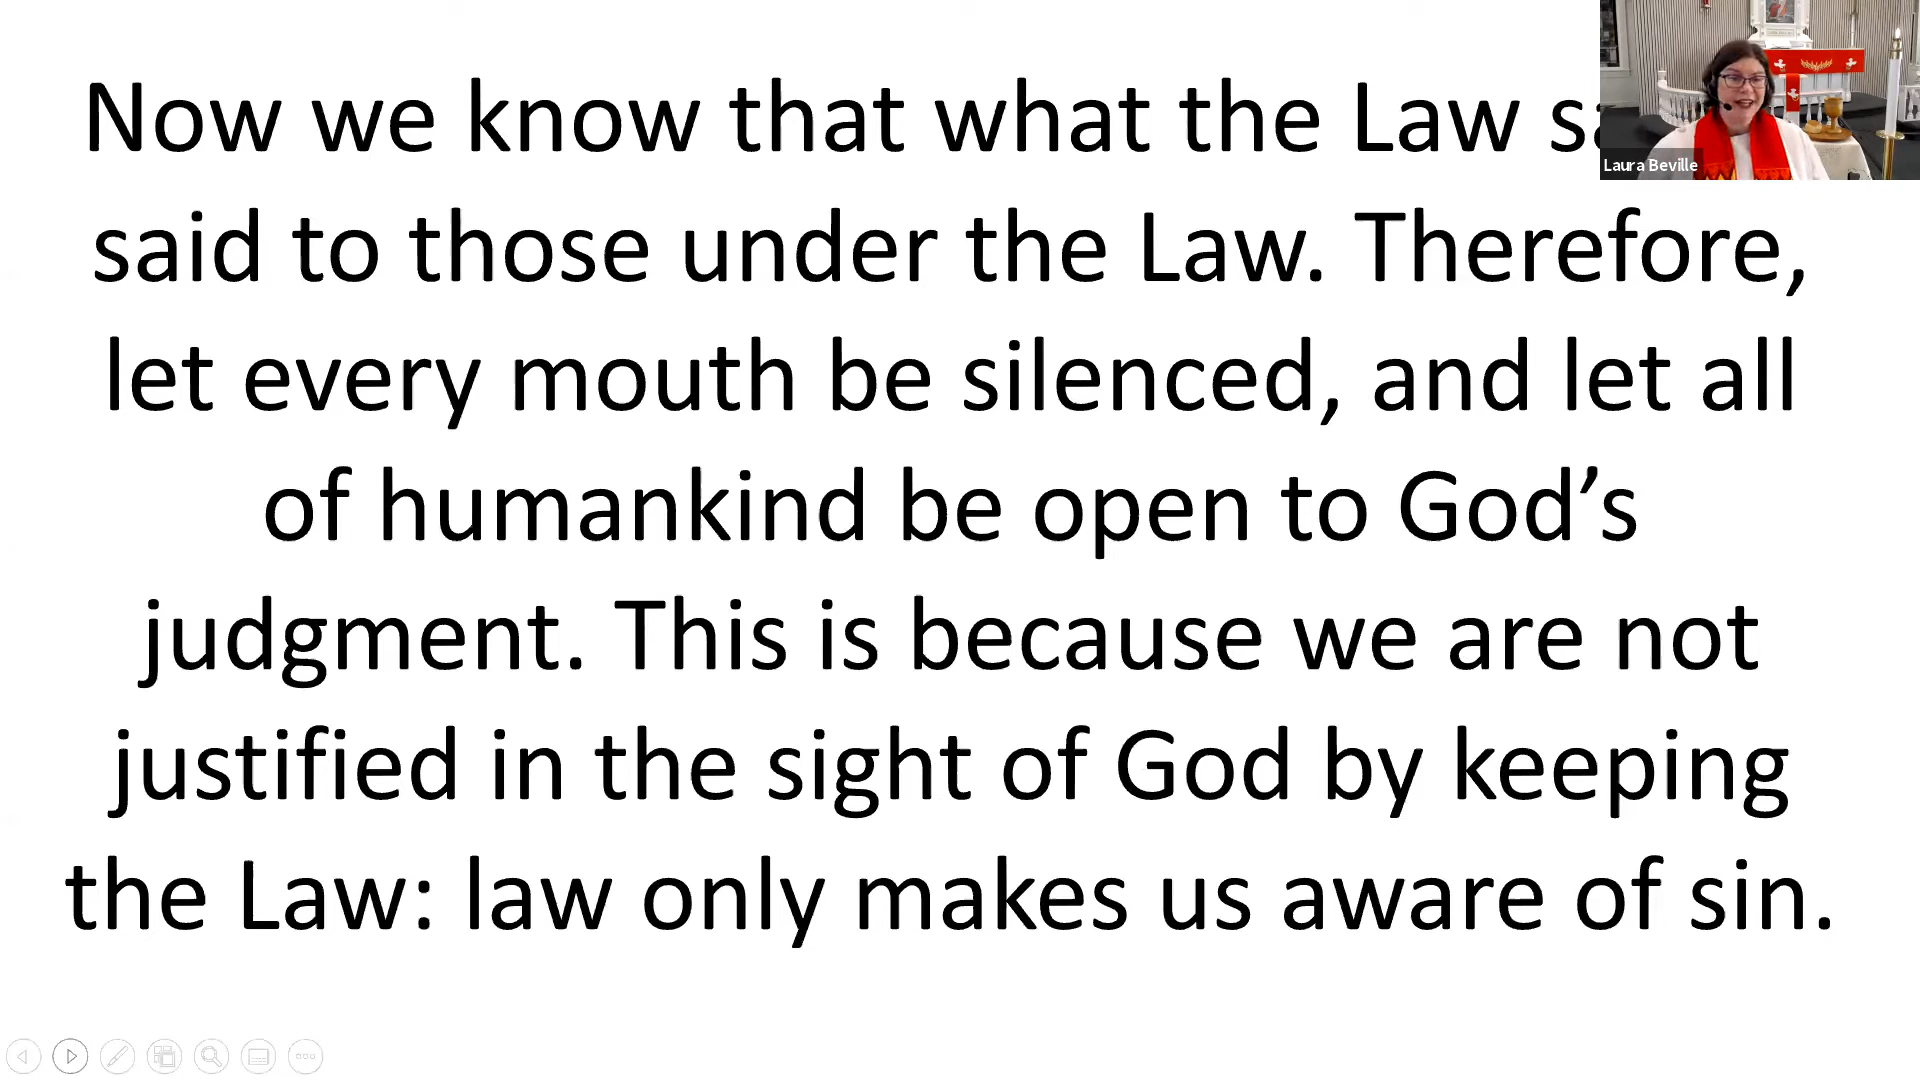 Now we know that what the Law
said to those under the Law. Therefore,
let every mouth be silenced, and let all
of humankind be open to God’s
judgment. This is because we are not
justified in the sight of God by keeping
the Law: law only makes us aware of sin.
Laura Beville